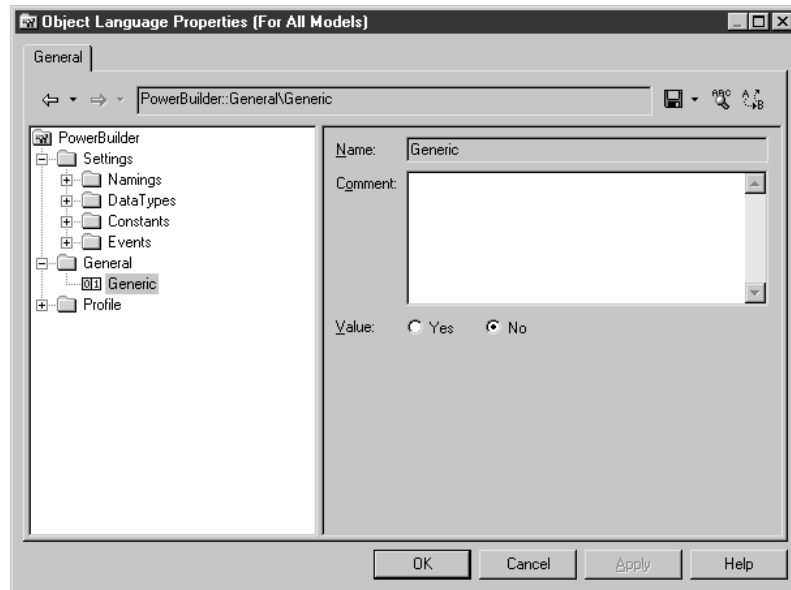 Object Language Properties (For All Models)
General
PowerBuilder::General\Generic
PowerBuilder
Settings
Namings
DataTypes
Constants
Events
General
Generic
Profile
Name: Generic
Comment:
Value: Yes No
OK Cancel Apply Help